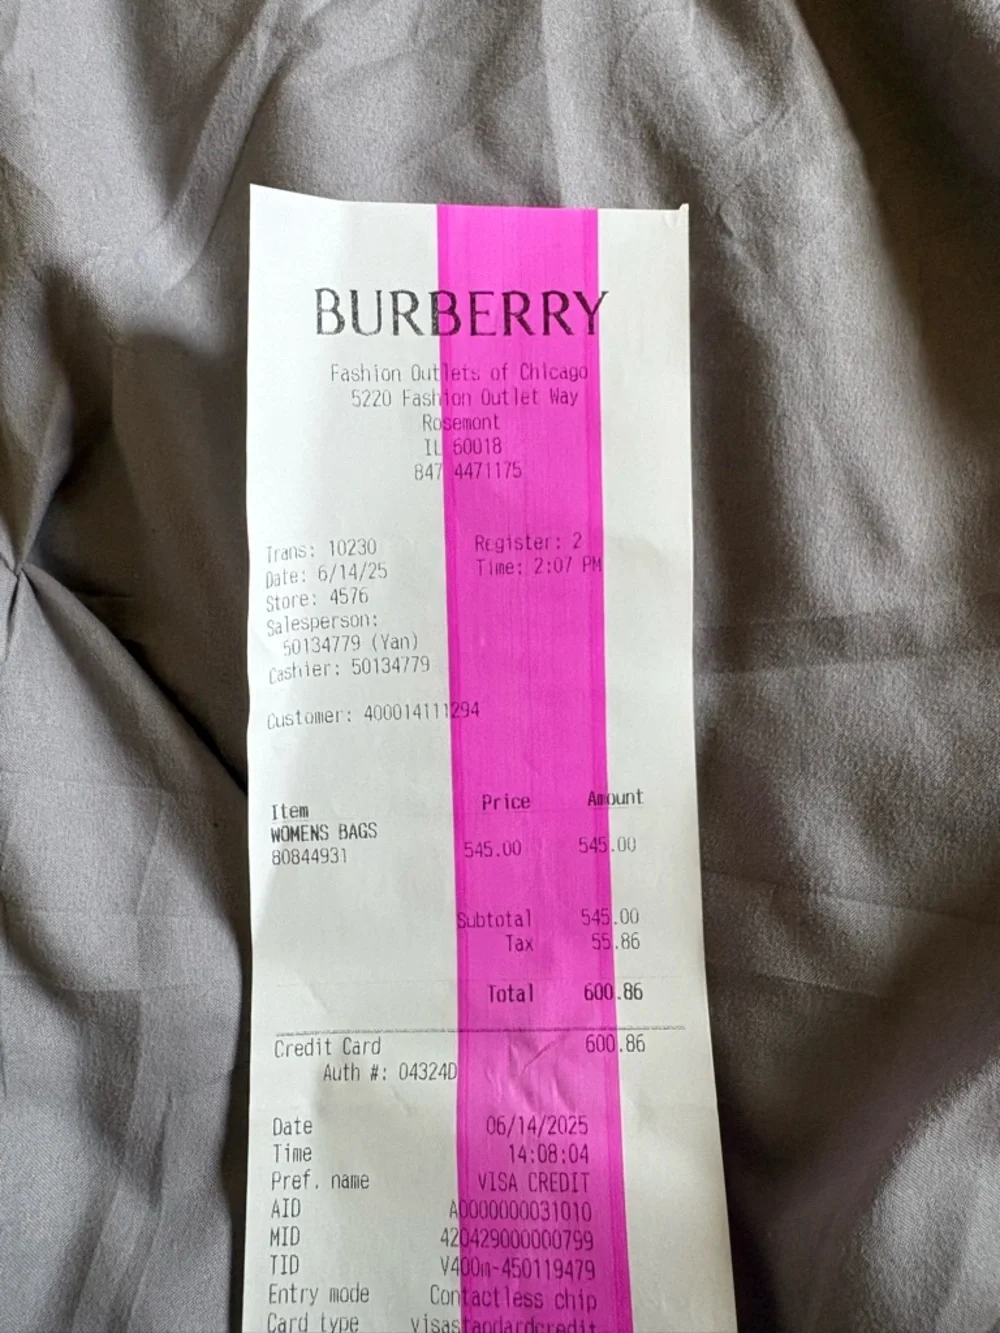 BURBERRY
Fashion Outlets of Chicago
5220 Fashion Outlet Way
Rosemont
IL 60018
847 4471175
Trans: 10230 Register: 2
Date: 6/14/25 Time: 2:07 PM
Store: 4576
Salesperson:
50134779 (Yan)
Cashier: 50134779
Customer: 400014111294
Item Price Amount
WOMENS BAGS
80844931 545.00 545.00
Subtotal 545.00
Tax 55.86
Total 600.86
Credit Card 600.86
Auth #: 04324D
Date 06/14/2025
Time 14:08:04
Pref. name VISA CREDIT
AID A0000000031010
MID 420429000000799
TID V400m-450119479
Entry mode Contactless chip
Card type visastandardcredit